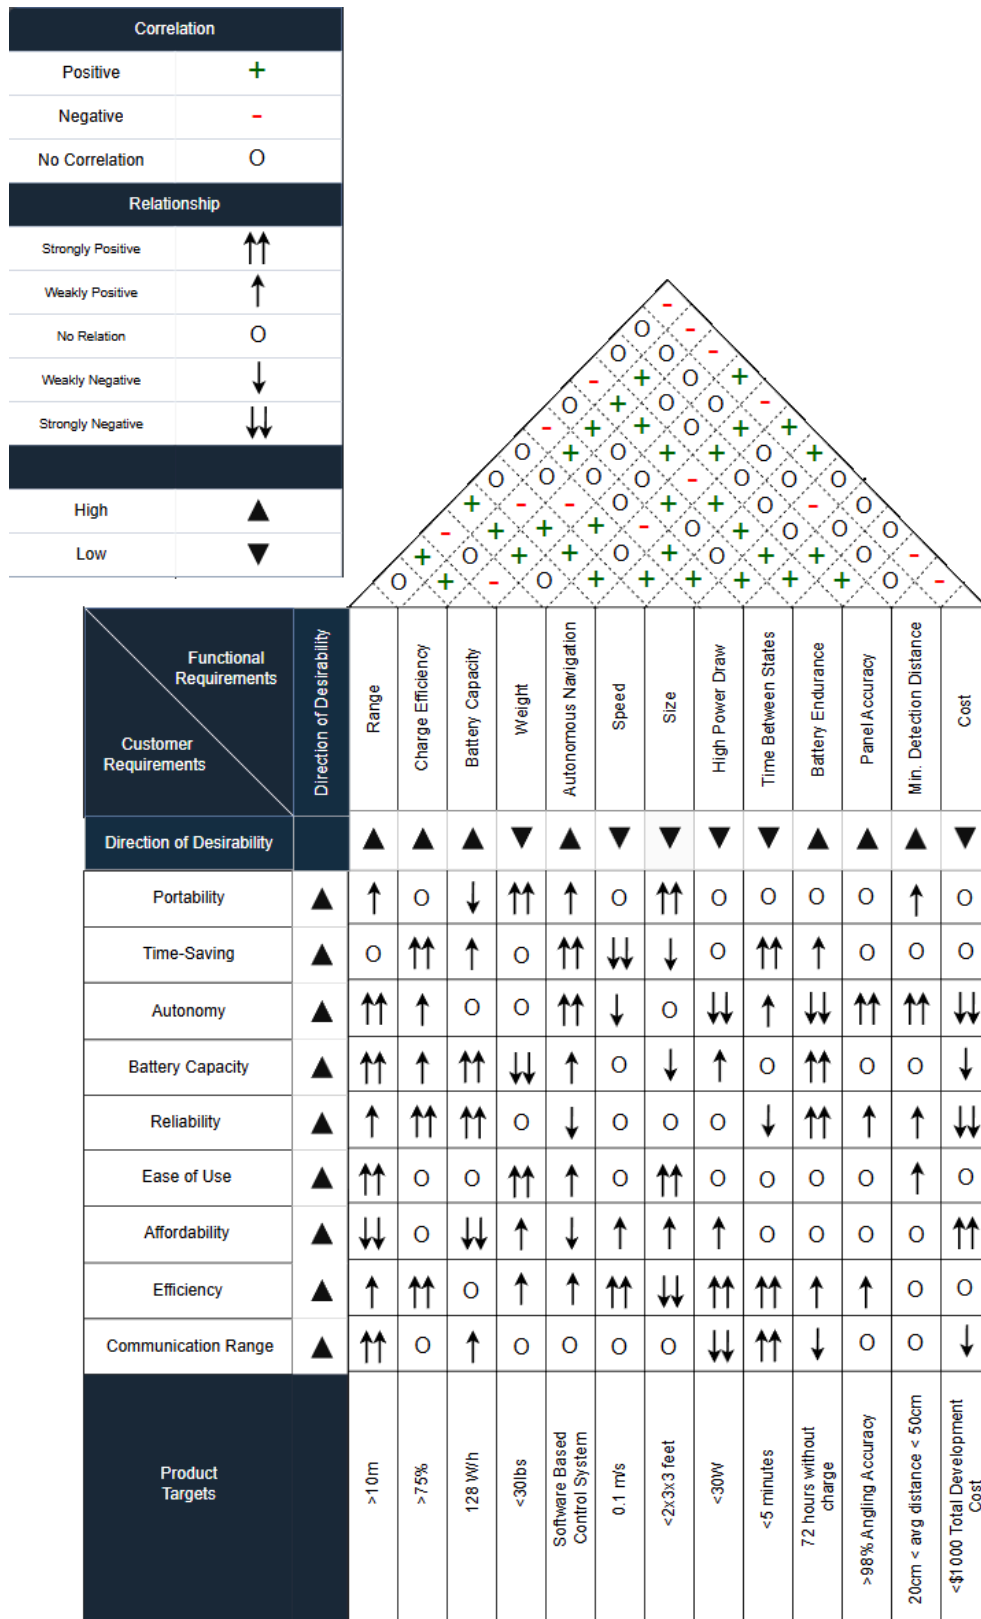 Correlation
Positive +
Negative -
No Correlation O
Relationship
Strongly Positive ↑↑
Weakly Positive ↑
No Relation O
Weakly Negative ↓
Strongly Negative ↓↓
High ▲
Low ▼
-
O -
O O -
- + O +
O + O O -
- + + O + +
O + O + O O +
O O O O - O O O
+ - - O + + O - O
- + + + - O + O O O
+ O + + O + O + + O -
O + - O + + + + + + O -
Functional
Requirements
Customer
Requirements
Direction of Desirability
Range
Charge Efficiency
Battery Capacity
Weight
Autonomous Navigation
Speed
Size
High Power Draw
Time Between States
Battery Endurance
Panel Accuracy
Min. Detection Distance
Cost
Direction of Desirability ▲ ▲ ▲ ▼ ▲ ▼ ▼ ▼ ▼ ▲ ▲ ▲ ▼
Portability ▲ ↑ O ↓ ↑↑ ↑ O ↑↑ O O O O ↑ O
Time-Saving ▲ O ↑↑ ↑ O ↑↑ ↓↓ ↓ O ↑↑ ↑ O O O
Autonomy ▲ ↑↑ ↑ O O ↑↑ ↓ O ↓↓ ↑ ↓↓ ↑↑ ↑↑ ↓↓
Battery Capacity ▲ ↑↑ ↑ ↑↑ ↓↓ ↑ O ↓ ↑ O ↑↑ O O ↓
Reliability ▲ ↑ ↑↑ ↑↑ O ↓ O O O ↓ ↑↑ ↑ ↑ ↓↓
Ease of Use ▲ ↑↑ O O ↑↑ ↑ O ↑↑ O O O O ↑ O
Affordability ▲ ↓↓ O ↓↓ ↑ ↓ ↑ ↑ ↑ O O O O ↑↑
Efficiency ▲ ↑ ↑↑ O ↑ ↑ ↑↑ ↓↓ ↑↑ ↑↑ ↑ ↑ O O
Communication Range ▲ ↑↑ O ↑ O O O O ↓↓ ↑↑ ↓ O O ↓
Product
Targets
>10m
>75%
128 W/h
<30lbs
Software Based
Control System
0.1 m/s
<2x3x3 feet
<30W
<5 minutes
72 hours without
charge
>98% Angling Accuracy
20cm < avg distance < 50cm
<$1000 Total Development
Cost